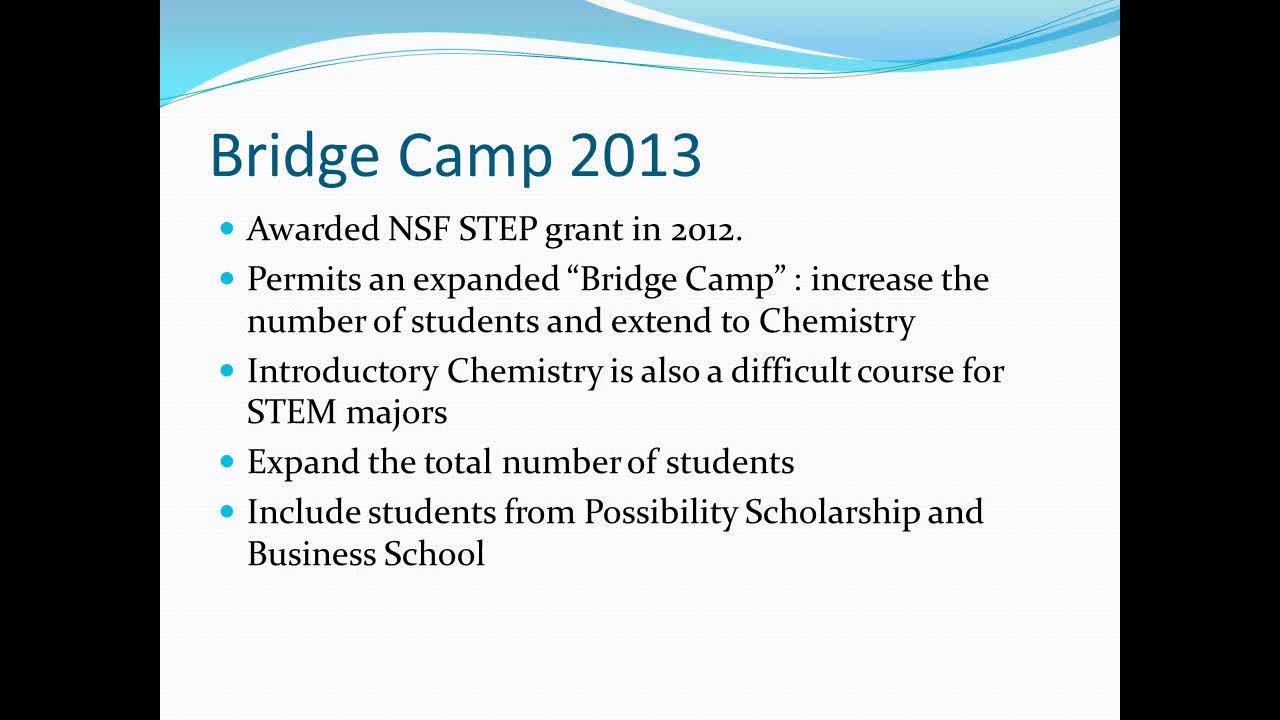 Bridge Camp 2013
Awarded NSF STEP grant in 2012.
Permits an expanded “Bridge Camp” : increase the
number of students and extend to Chemistry
Introductory Chemistry is also a difficult course for
STEM majors
Expand the total number of students
Include students from Possibility Scholarship and
Business School